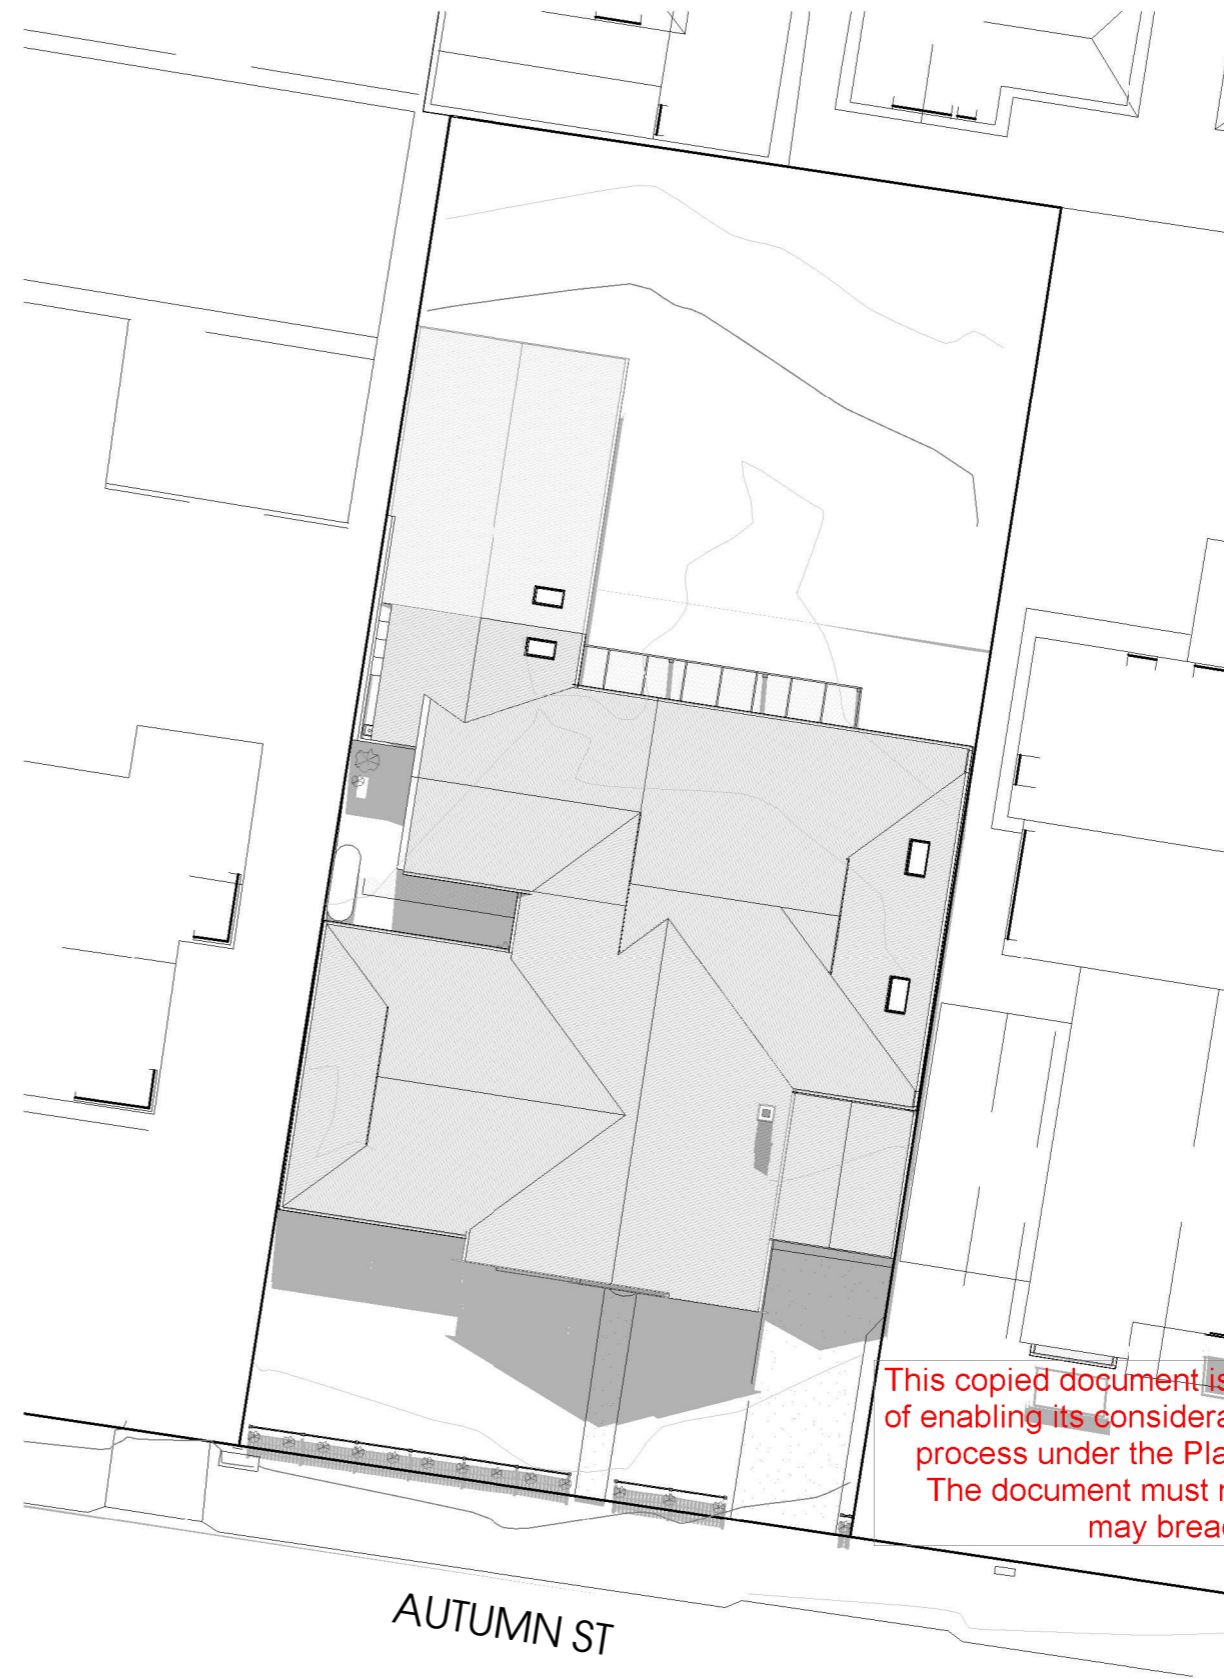 This copied document is
of enabling its considera
process under the Pla
The document must
may brea
AUTUMN ST